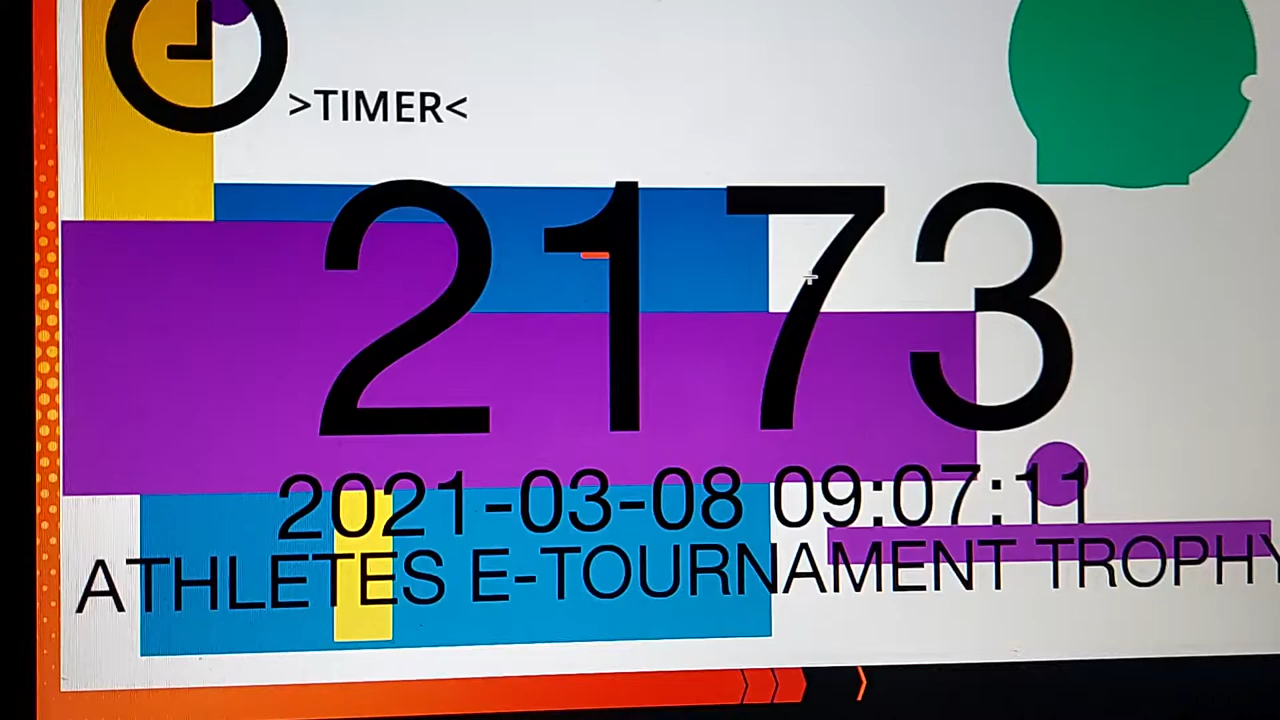 >TIMER<
2173
2021-03-08 09:07:11
ATHLETES E-TOURNAMENT TROPHY